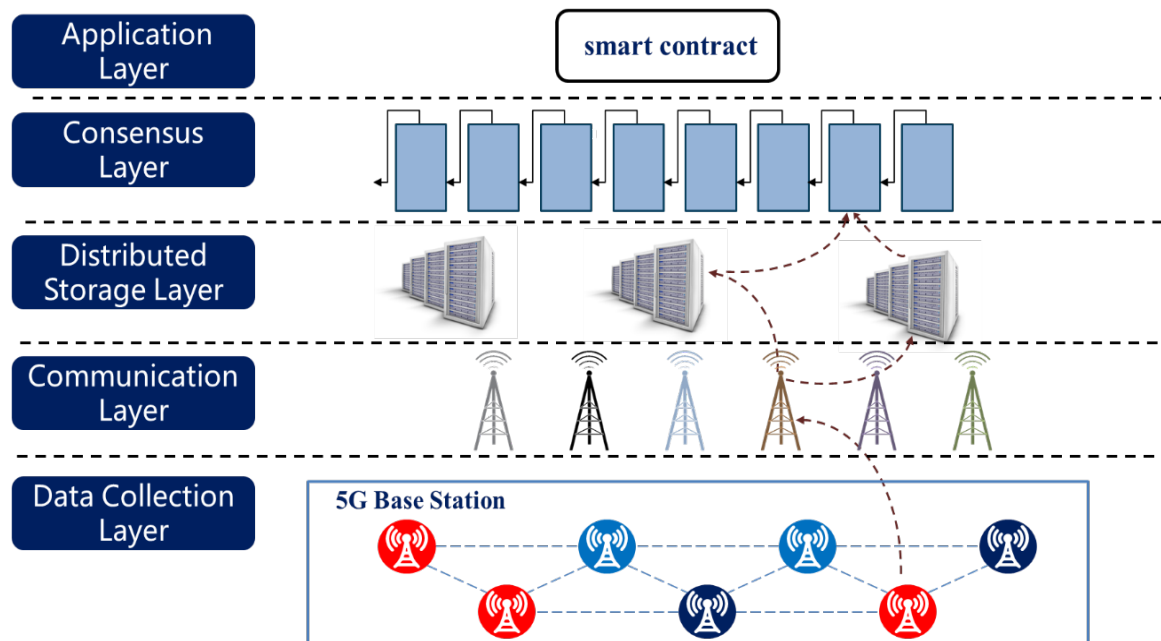 Application
Layer
smart contract
Consensus
Layer
Distributed
Storage Layer
Communication
Layer
Data Collection
Layer
5G Base Station